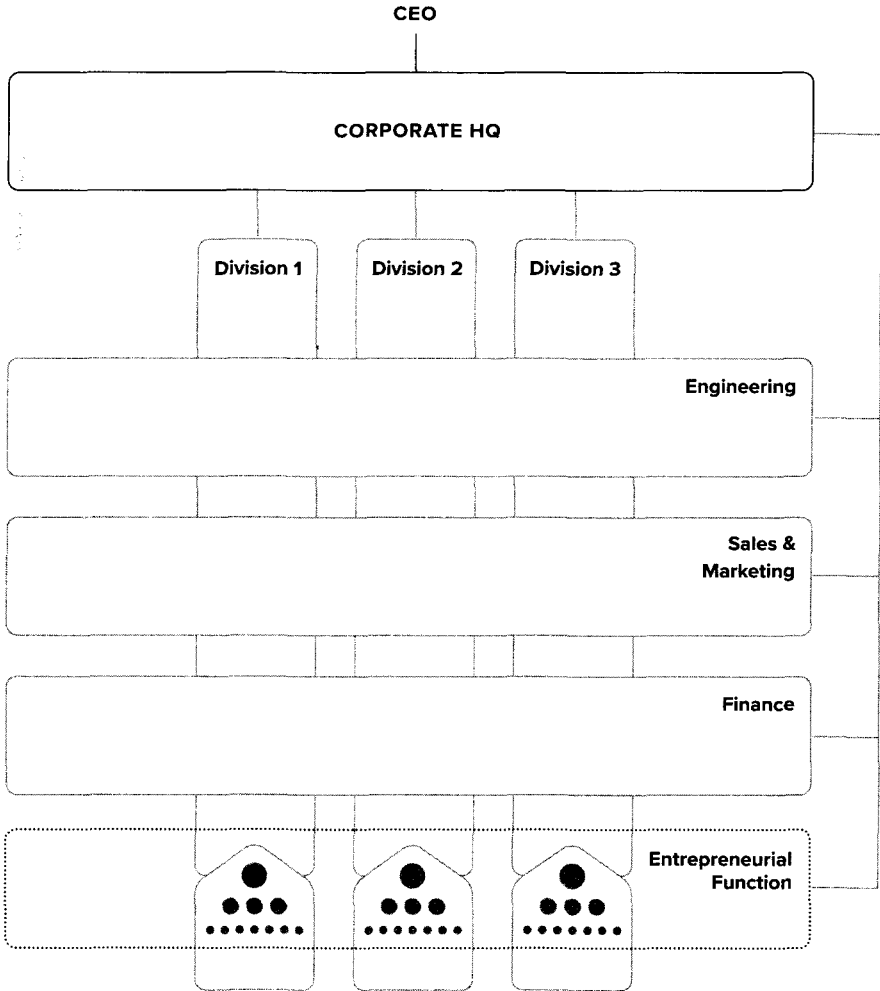 CEO
CORPORATE HQ
Division 1
Division 2
Division 3
Engineering
Sales &
Marketing
Finance
Entrepreneurial
Function